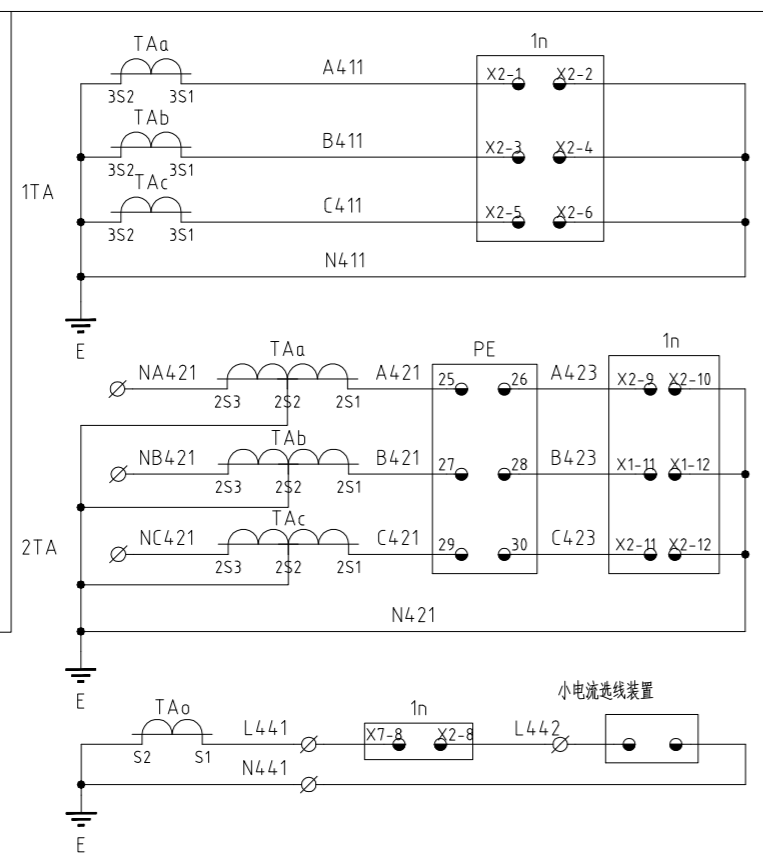 TAa
A411
1n
X2-1
X2-2
3S2
3S1
TAb
B411
X2-3
X2-4
3S2
3S1
1TA
TAc
C411
X2-5
X2-6
3S2
3S1
N411
E
TAa
PE
1n
NA421
A421
25
26
A423
X2-9
X2-10
2S3
2S2
2S1
TAb
NB421
B421
27
28
B423
X1-11
X1-12
2S3
2S2
2S1
TAc
2TA
NC421
C421
29
30
C423
X2-11
X2-12
2S3
2S2
2S1
N421
E
小电流选线装置
TAo
1n
L441
X7-8
X2-8
L442
S2
S1
N441
E